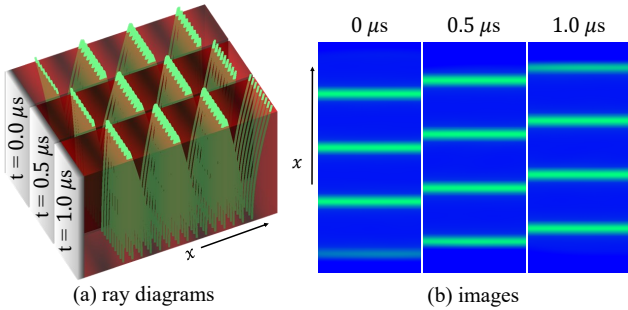 0 μs
0.5 μs
1.0 μs
t = 0.0 μs
t = 0.5 μs
t = 1.0 μs
x
x
(a) ray diagrams
(b) images